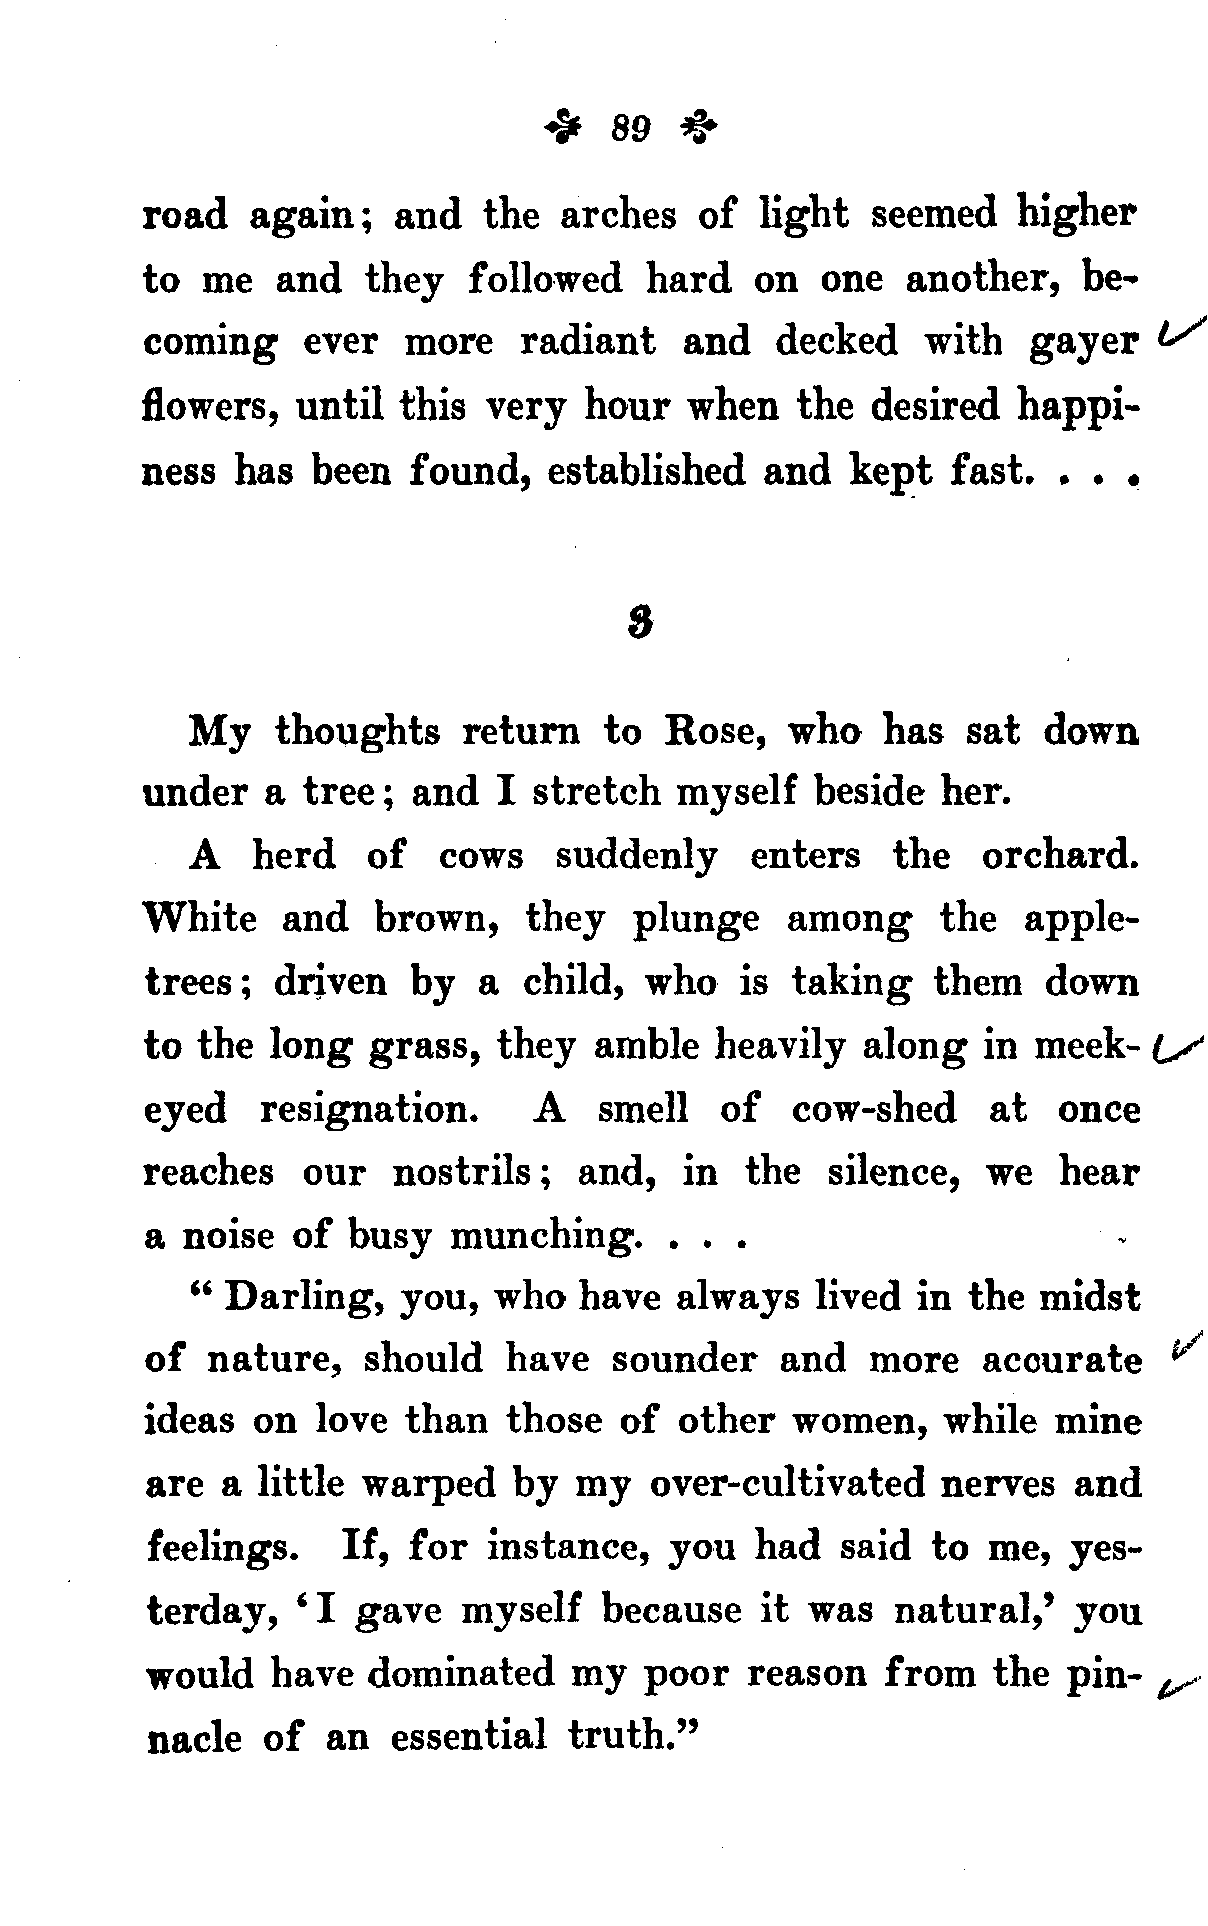 89
road again; and the arches of light seemed higher
to me and they followed hard on one another, be-
coming ever more radiant and decked with gayer
flowers, until this very hour when the desired happi-
ness has been found, established and kept fast. . . .
3
My thoughts return to Rose, who has sat down
under a tree; and I stretch myself beside her.
A herd of cows suddenly enters the orchard.
White and brown, they plunge among the apple-
trees; driven by a child, who is taking them down
to the long grass, they amble heavily along in meek-
eyed resignation. A smell of cow-shed at once
reaches our nostrils; and, in the silence, we hear
a noise of busy munching. . . .
"Darling, you, who have always lived in the midst
of nature, should have sounder and more accurate
ideas on love than those of other women, while mine
are a little warped by my over-cultivated nerves and
feelings. If, for instance, you had said to me, yes-
terday, 'I gave myself because it was natural,' you
would have dominated my poor reason from the pin-
nacle of an essential truth."